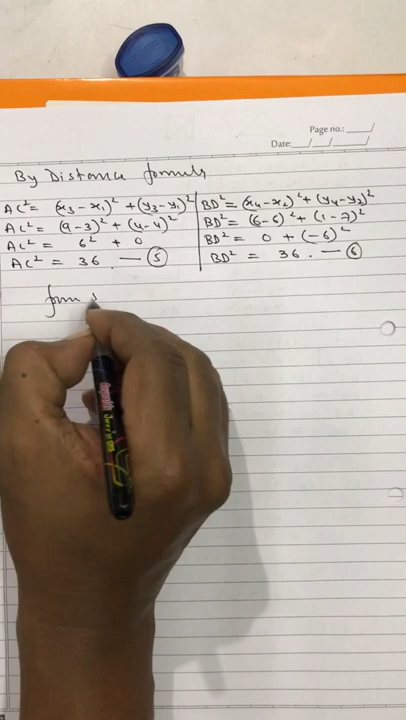 Page no.:
Date:
By Distance formula
AC² = (x₃ - x₁)² + (y₃ - y₁)²
AC² = (9-3)² + (4-4)²
AC² = 6² + 0
AC² = 36 . — ⑤
BD² = (x₄ - x₂)² + (y₄ - y₂)²
BD² = (6-6)² + (1-7)²
BD² = 0 + (-6)²
BD² = 36 . — ⑥
from